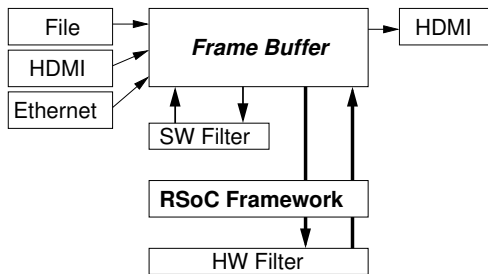 File
Frame Buffer
HDMI
HDMI
Ethernet
SW Filter
RSoC Framework
HW Filter